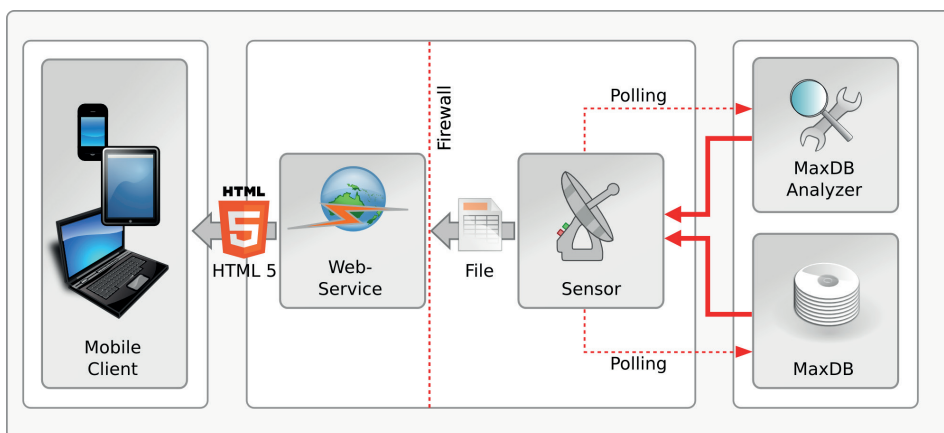 Mobile
Client
HTML
5
HTML 5
Web-
Service
Firewall
File
Sensor
Polling
Polling
MaxDB
Analyzer
MaxDB